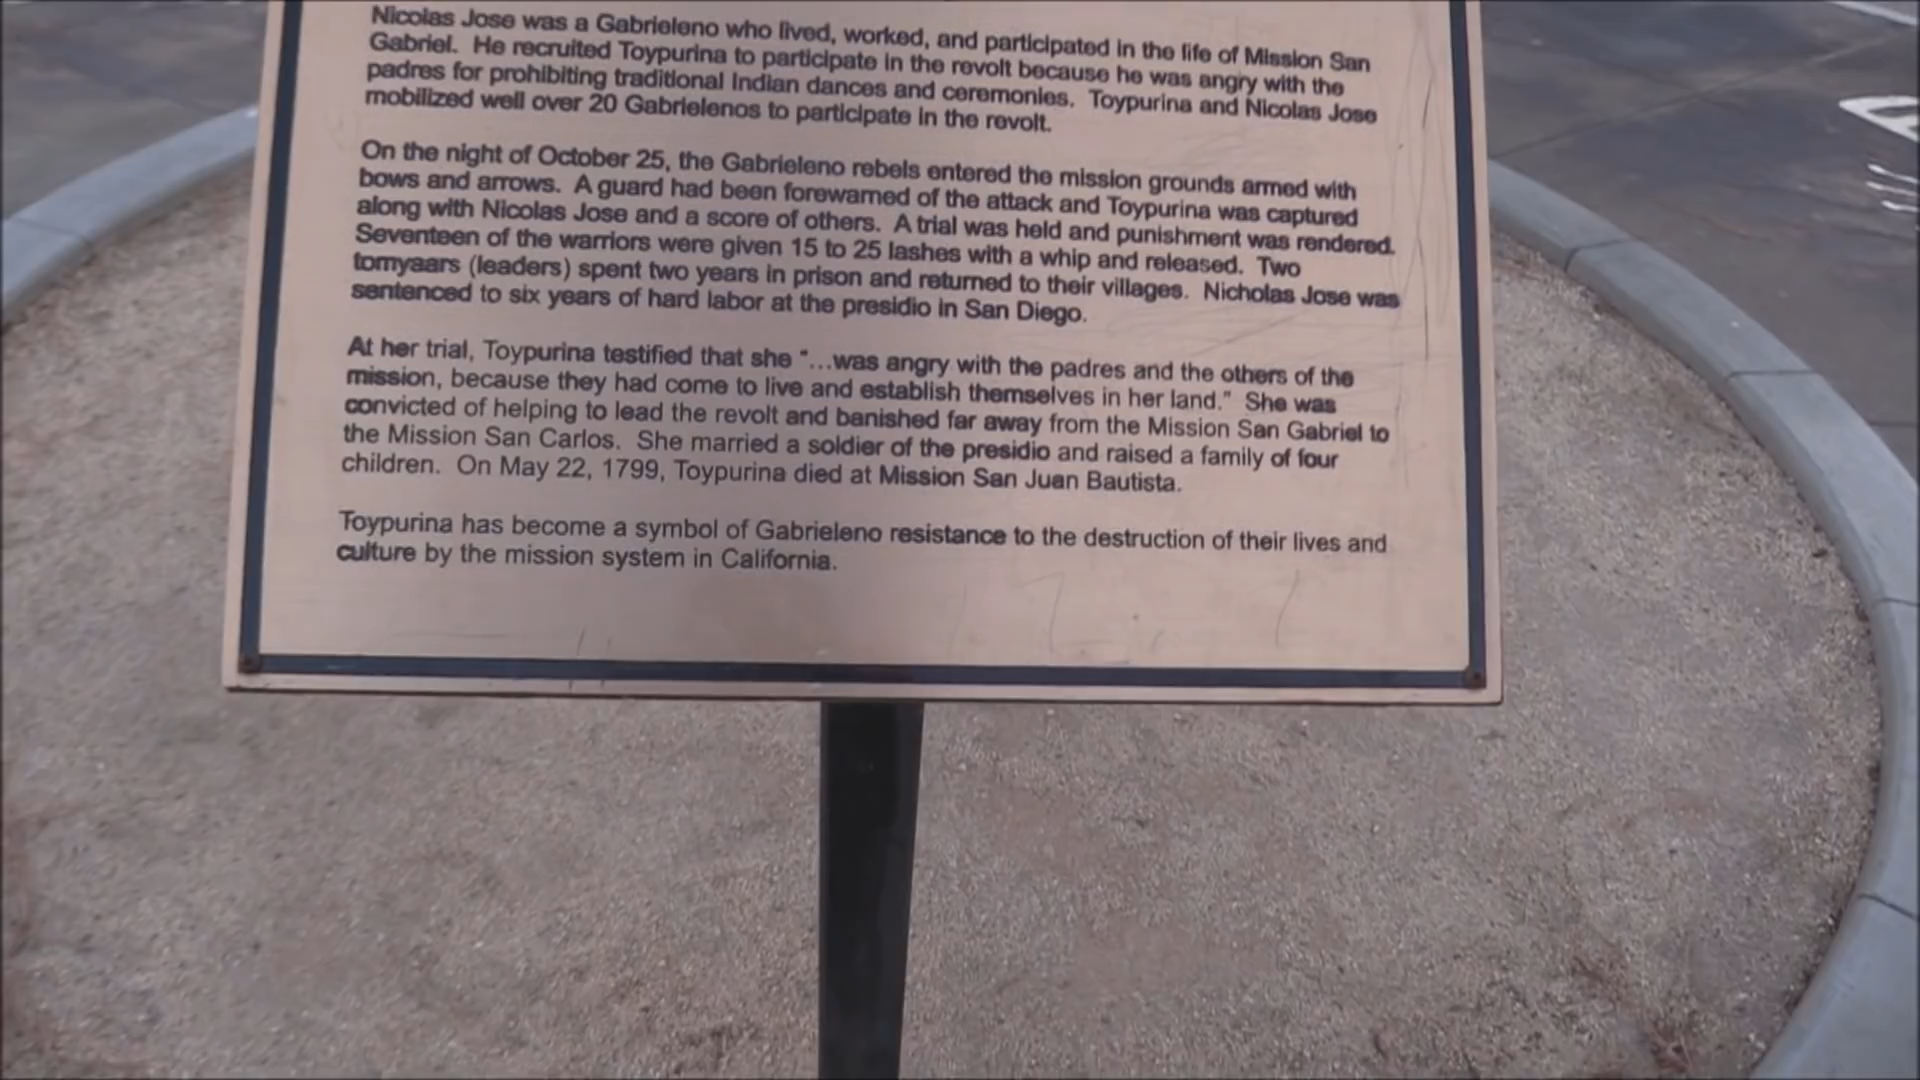 Nicolas Jose was a Gabrieleno who lived, worked, and participated in the life of Mission San
Gabriel. He recruited Toypurina to participate in the revolt because he was angry with the
padres for prohibiting traditional Indian dances and ceremonies. Toypurina and Nicolas Jose
mobilized well over 20 Gabrielenos to participate in the revolt.
On the night of October 25, the Gabrieleno rebels entered the mission grounds armed with
bows and arrows. A guard had been forewarned of the attack and Toypurina was captured
along with Nicolas Jose and a score of others. A trial was held and punishment was rendered.
Seventeen of the warriors were given 15 to 25 lashes with a whip and released. Two
tomyaars (leaders) spent two years in prison and returned to their villages. Nicholas Jose was
sentenced to six years of hard labor at the presidio in San Diego.
At her trial, Toypurina testified that she "...was angry with the padres and the others of the
mission, because they had come to live and establish themselves in her land." She was
convicted of helping to lead the revolt and banished far away from the Mission San Gabriel to
the Mission San Carlos. She married a soldier of the presidio and raised a family of four
children. On May 22, 1799, Toypurina died at Mission San Juan Bautista.
Toypurina has become a symbol of Gabrieleno resistance to the destruction of their lives and
culture by the mission system in California.